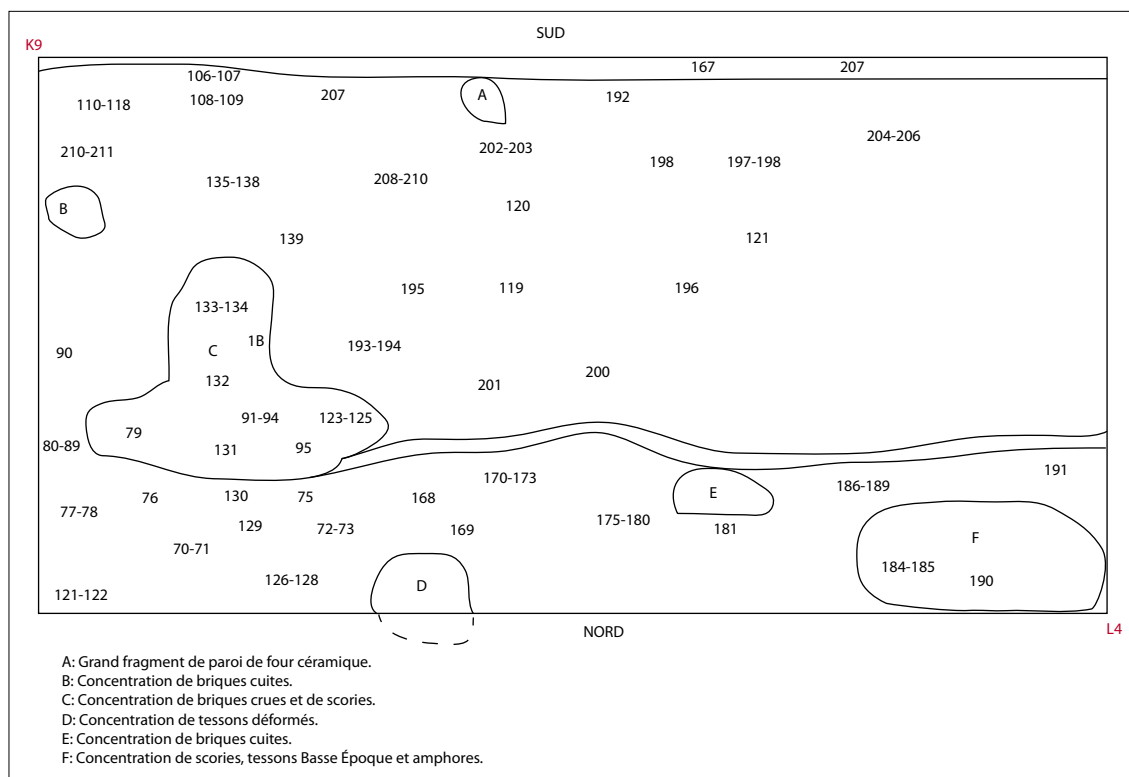 SUD
K9
106-107
167
207
110-118
108-109
207
A
192
204-206
210-211
202-203
198
197-198
135-138
208-210
B
120
139
121
195
119
196
133-134
1B
90
C
193-194
132
201
200
91-94
123-125
79
80-89
131
95
170-173
191
76
130
75
168
E
186-189
77-78
129
72-73
169
175-180
181
F
70-71
184-185
126-128
D
190
121-122
NORD
L4
A: Grand fragment de paroi de four céramique.
B: Concentration de briques cuites.
C: Concentration de briques crues et de scories.
D: Concentration de tessons déformés.
E: Concentration de briques cuites.
F: Concentration de scories, tessons Basse Époque et amphores.